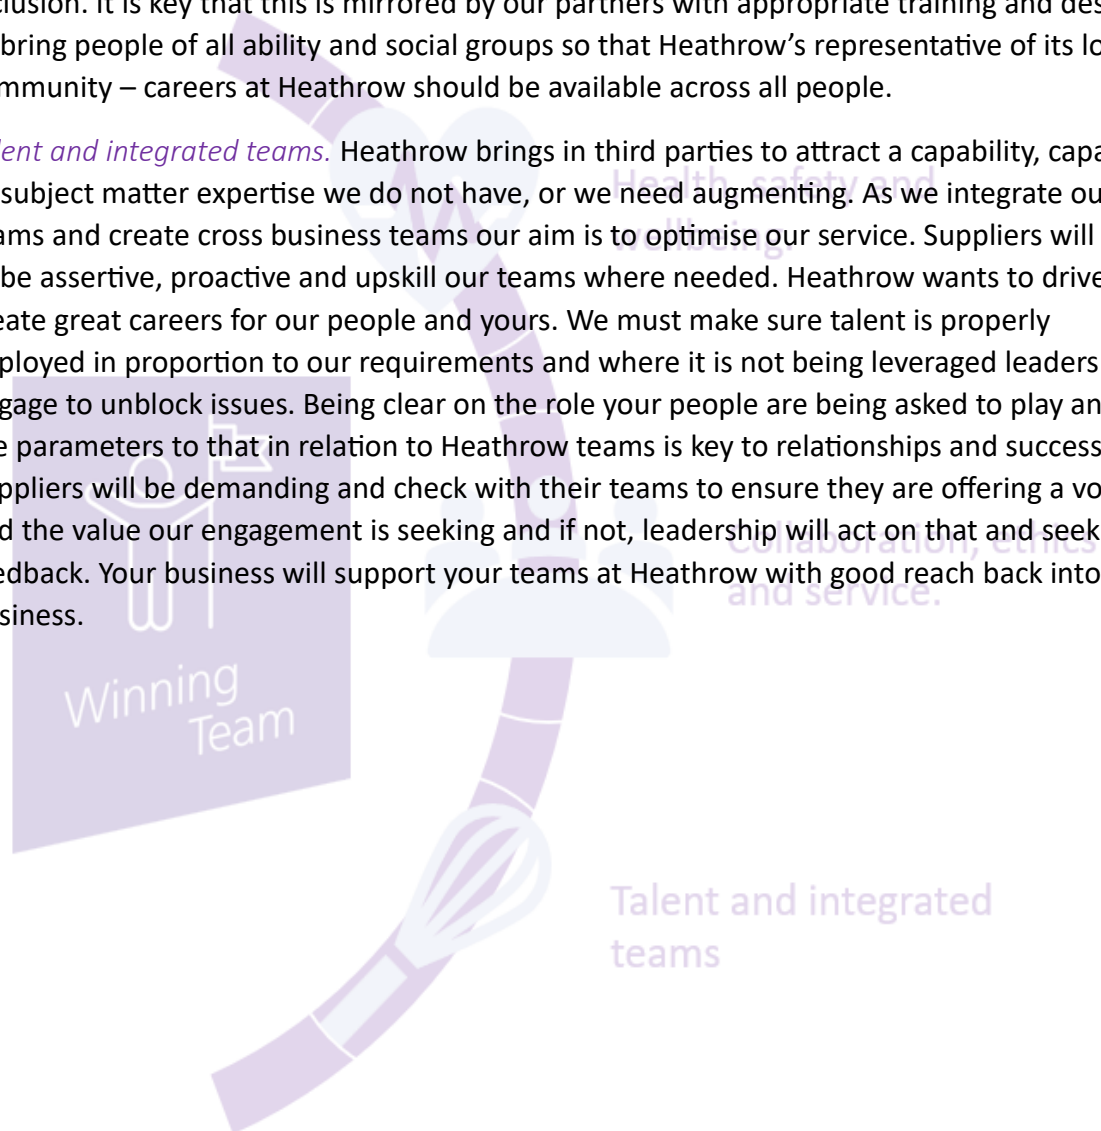 clusion. It is key that this is mirrored by our partners with appropriate training and des
bring people of all ability and social groups so that Heathrow’s representative of its lo
mmunity – careers at Heathrow should be available across all people.
lent and integrated teams. Heathrow brings in third parties to attract a capability, capa
subject matter expertise we do not have, or we need augmenting. As we integrate ou
ams and create cross business teams our aim is to optimise our service. Suppliers will
be assertive, proactive and upskill our teams where needed. Heathrow wants to drive
eate great careers for our people and yours. We must make sure talent is properly
ployed in proportion to our requirements and where it is not being leveraged leaders
gage to unblock issues. Being clear on the role your people are being asked to play an
e parameters to that in relation to Heathrow teams is key to relationships and success
ppliers will be demanding and check with their teams to ensure they are offering a vo
d the value our engagement is seeking and if not, leadership will act on that and seek
edback. Your business will support your teams at Heathrow with good reach back into
siness.
Health, safety and
wellbeing.
Collaboration, ethics
and service.
Winning
Team
Talent and integrated
teams